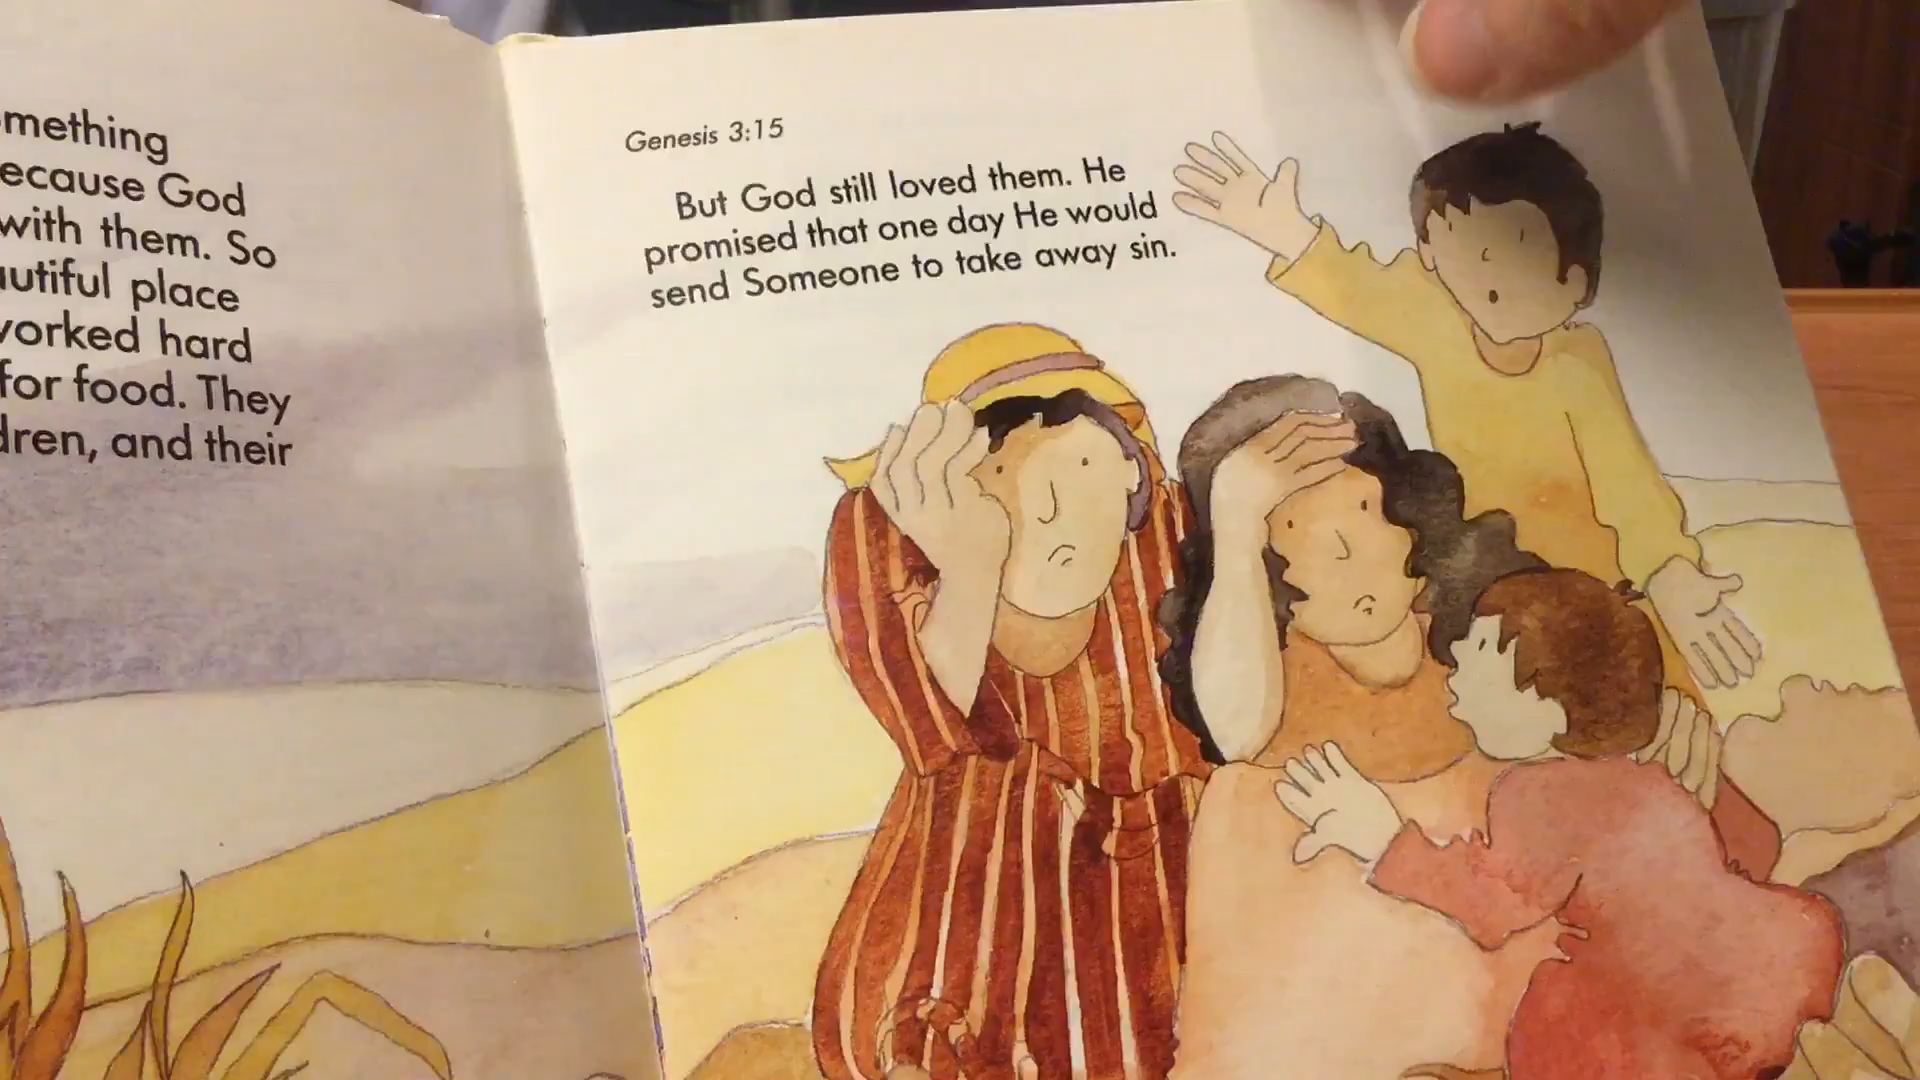 mething
ecause God
with them. So
utiful place
worked hard
for food. They
dren, and their
Genesis 3:15
But God still loved them. He
promised that one day He would
send Someone to take away sin.